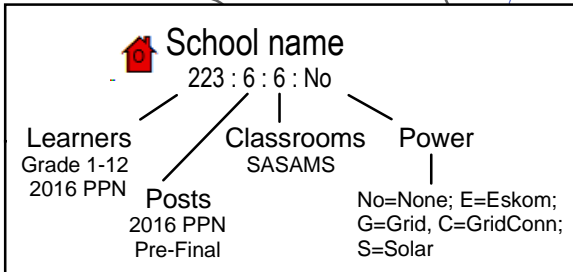 O
School name
223 : 6 : 6 : No
Learners
Grade 1-12
2016 PPN
Posts
2016 PPN
Pre-Final
Classrooms
SASAMS
Power
No=None; E=Eskom;
G=Grid, C=GridConn;
S=Solar